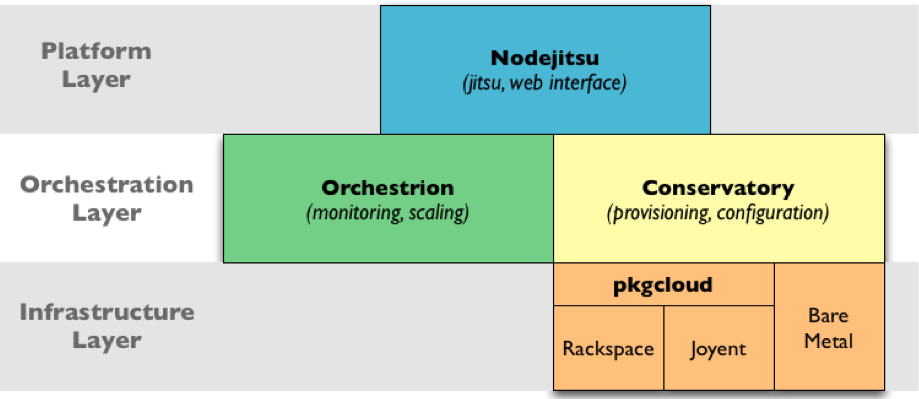 Platform
Layer
Nodejitsu
(jitsu, web interface)
Orchestration
Layer
Orchestrion
(monitoring, scaling)
Conservatory
(provisioning, configuration)
Infrastructure
Layer
pkgcloud
Rackspace
Joyent
Bare
Metal